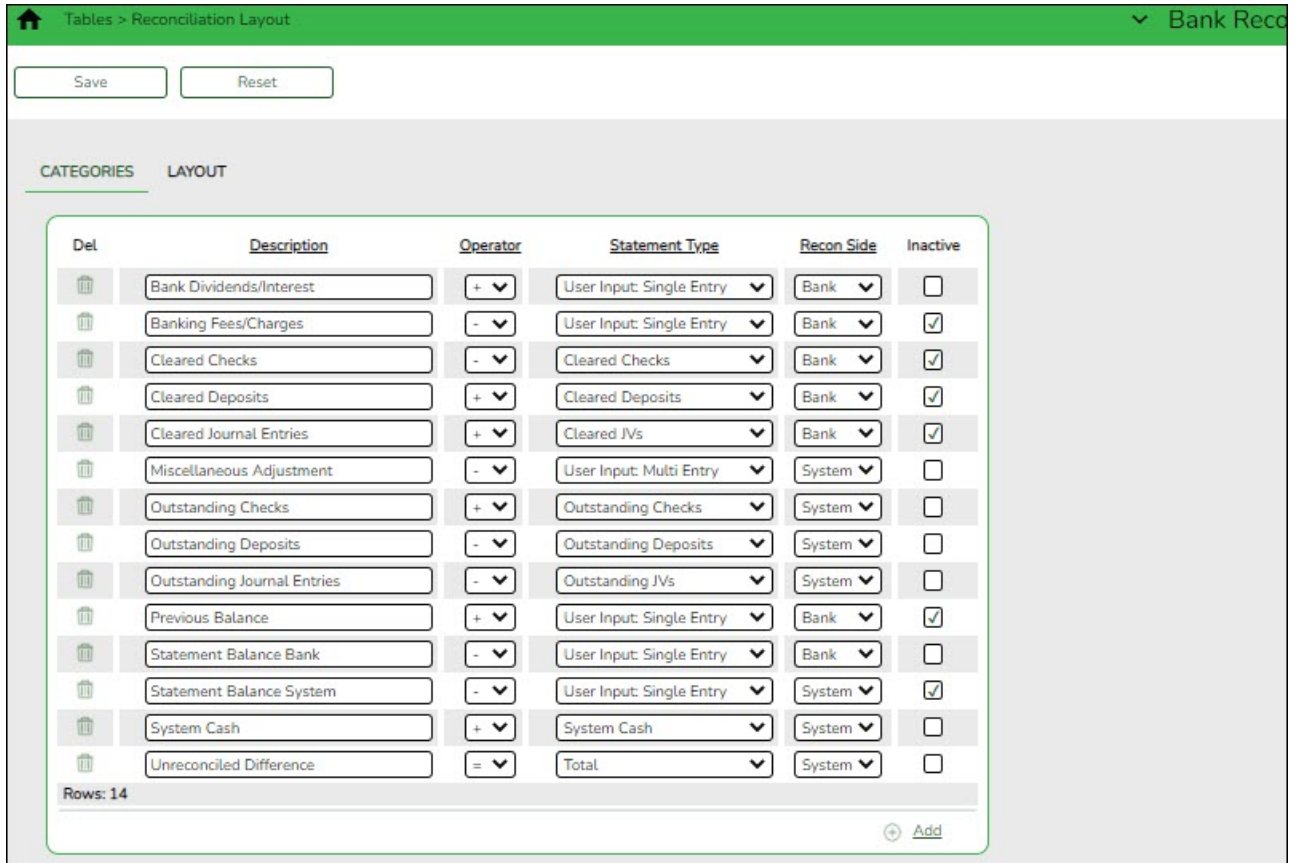 Tables > Reconciliation Layout
Bank Reco
Save Reset
CATEGORIES LAYOUT
Del Description Operator Statement Type Recon Side Inactive
Bank Dividends/Interest + User Input: Single Entry Bank
Banking Fees/Charges - User Input: Single Entry Bank
Cleared Checks - Cleared Checks Bank
Cleared Deposits + Cleared Deposits Bank
Cleared Journal Entries + Cleared JVs Bank
Miscellaneous Adjustment - User Input: Multi Entry System
Outstanding Checks + Outstanding Checks System
Outstanding Deposits - Outstanding Deposits System
Outstanding Journal Entries - Outstanding JVs System
Previous Balance + User Input: Single Entry Bank
Statement Balance Bank - User Input: Single Entry Bank
Statement Balance System - User Input: Single Entry System
System Cash + System Cash System
Unreconciled Difference = Total System
Rows: 14
Add